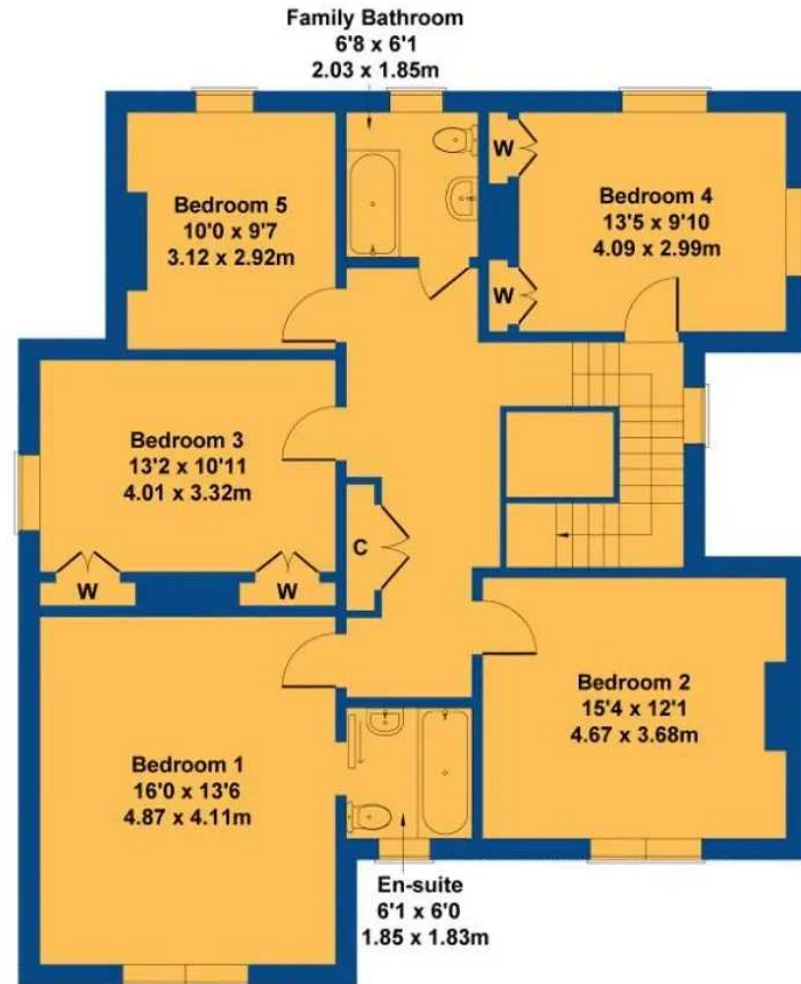 Family Bathroom
6'8 x 6'1
2.03 x 1.85m
Bedroom 5
10'0 x 9'7
3.12 x 2.92m
W
Bedroom 4
13'5 x 9'10
4.09 x 2.99m
W
Bedroom 3
13'2 x 10'11
4.01 x 3.32m
C
W
W
Bedroom 2
15'4 x 12'1
4.67 x 3.68m
Bedroom 1
16'0 x 13'6
4.87 x 4.11m
En-suite
6'1 x 6'0
1.85 x 1.83m